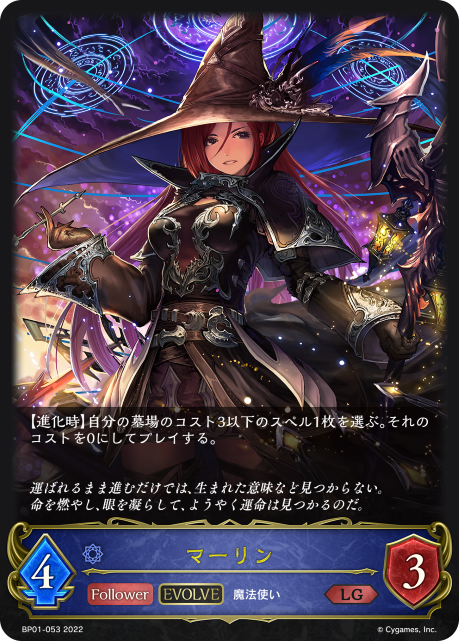 【進化時】自分の墓場のコスト3以下のスペル1枚を選ぶ。それの
コストを0にしてプレイする。
運ばれるまま進むだけでは、生まれた意味など見つからない。
命を燃やし、眼を凝らして、ようやく運命は見つかるのだ。
マーリン
4
Follower EVOLVE 魔法使い LG
3
BP01-053 2022
© Cygames, Inc.